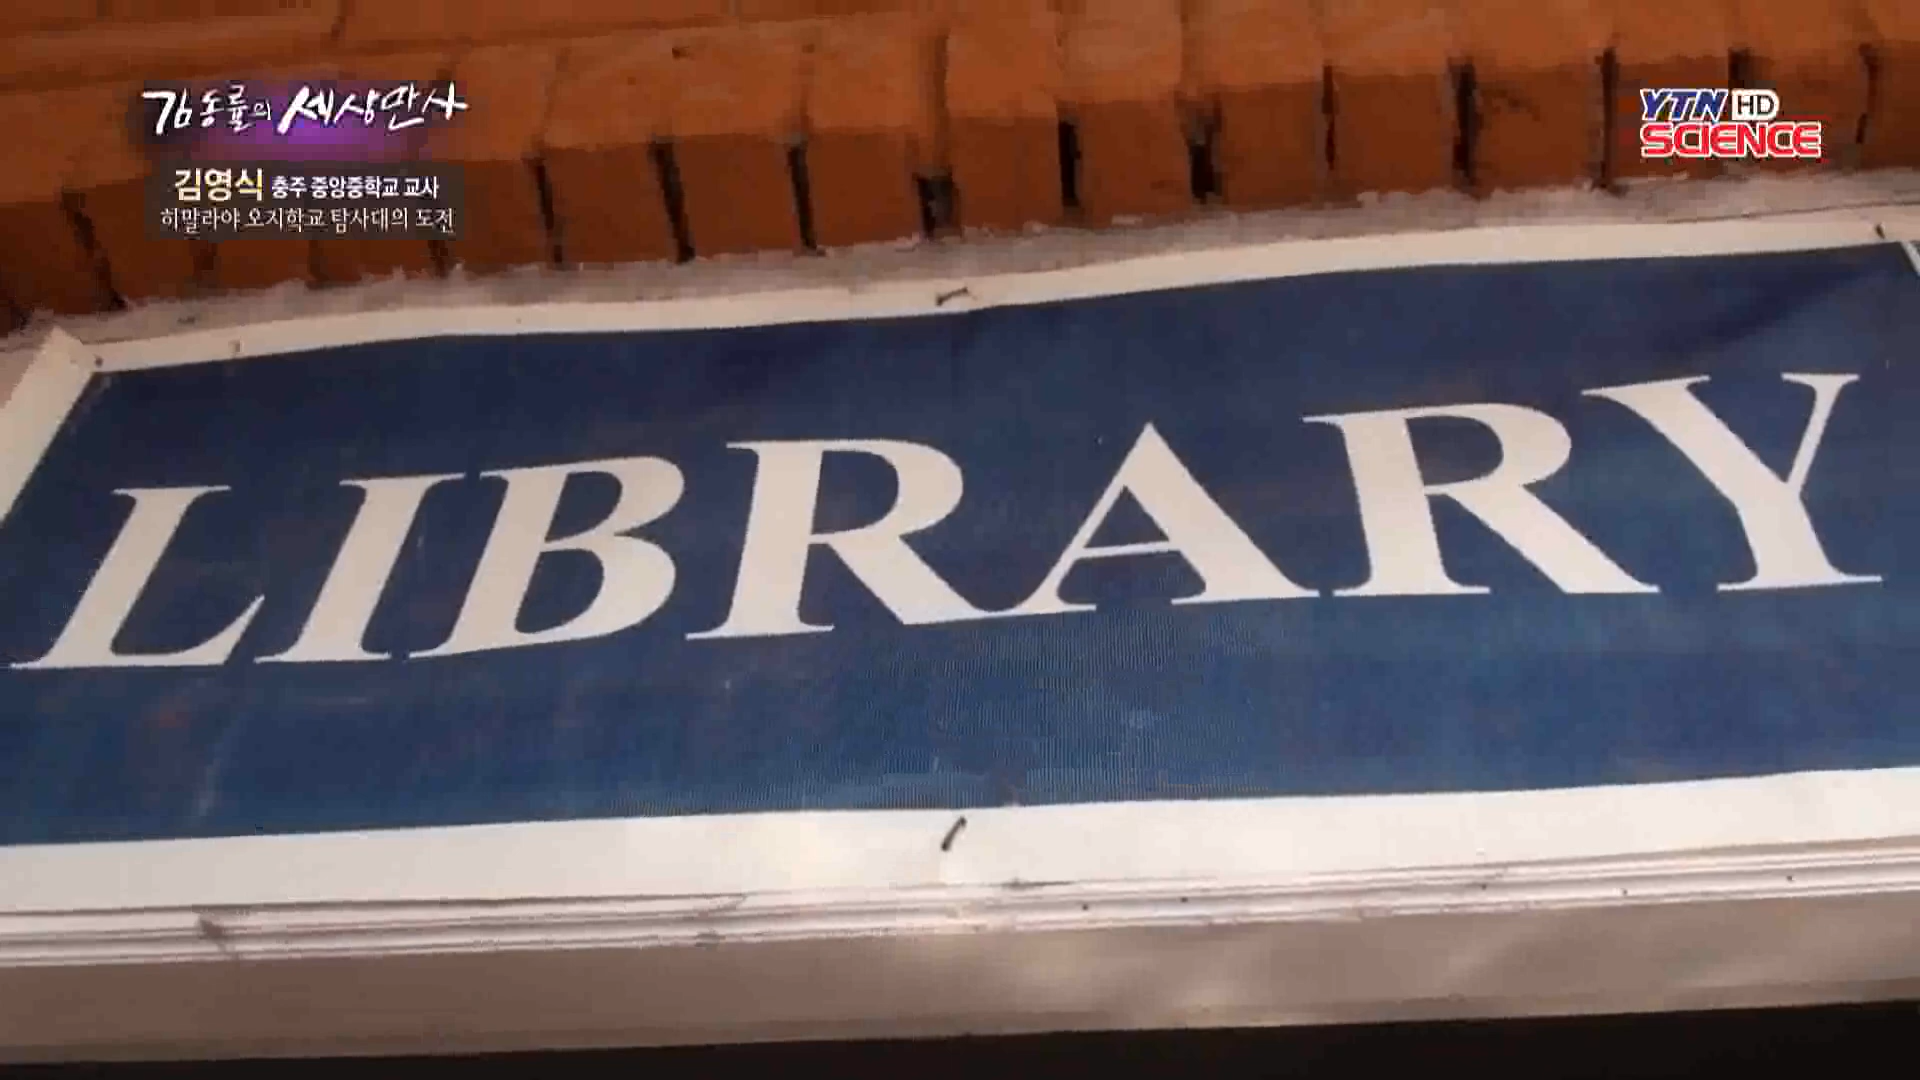 김동률의 세상만사
김영식 충주 중앙중학교 교사
히말라야 오지학교 탐사대의 도전
YTN HD
SCIENCE
LIBRARY